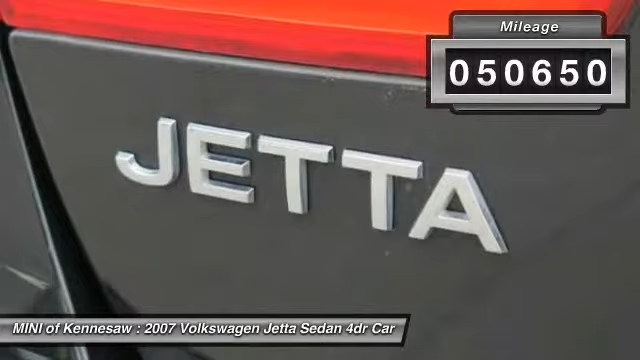 Mileage
050650
JETTA
MINI of Kennesaw : 2007 Volkswagen Jetta Sedan 4dr Car